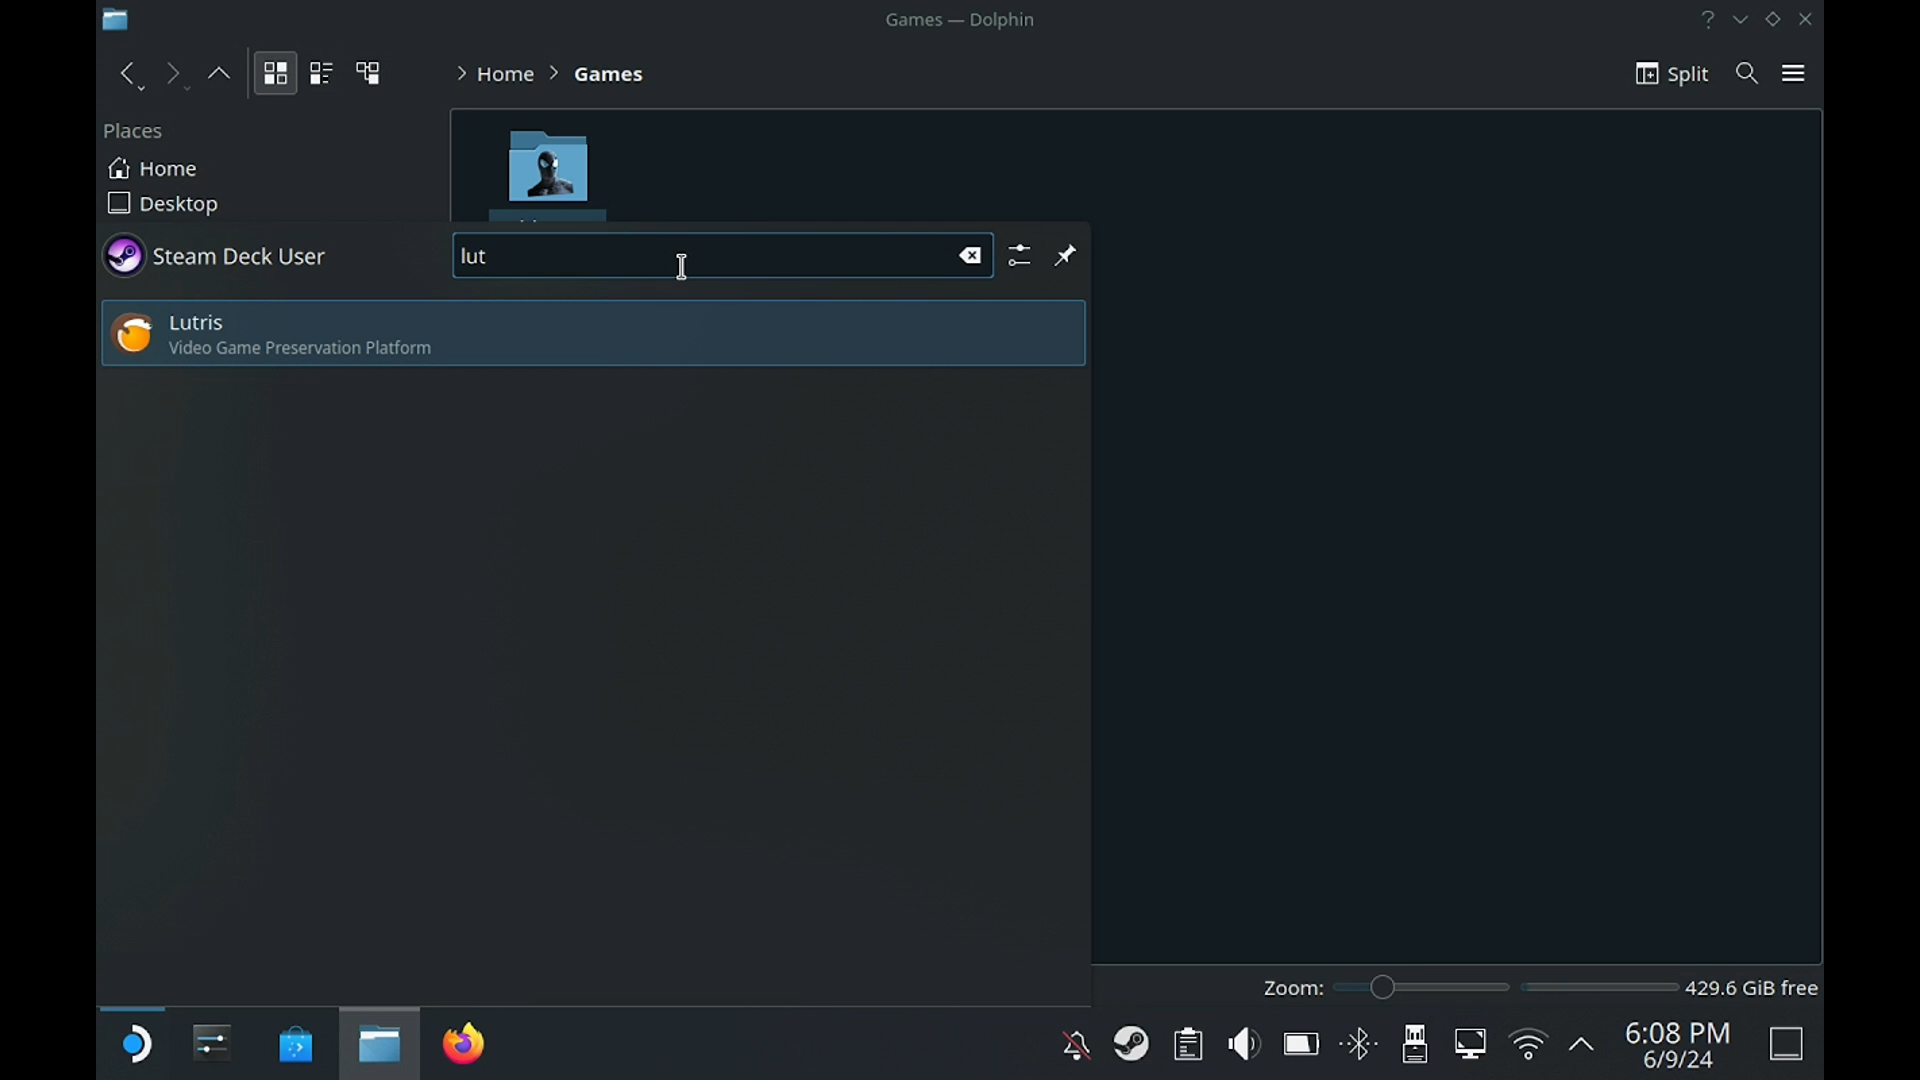 Games — Dolphin
Home
Games
Split
Places
Home
Desktop
Steam Deck User
lut
Lutris
Video Game Preservation Platform
Zoom:
429.6 GiB free
6:08 PM
6/9/24